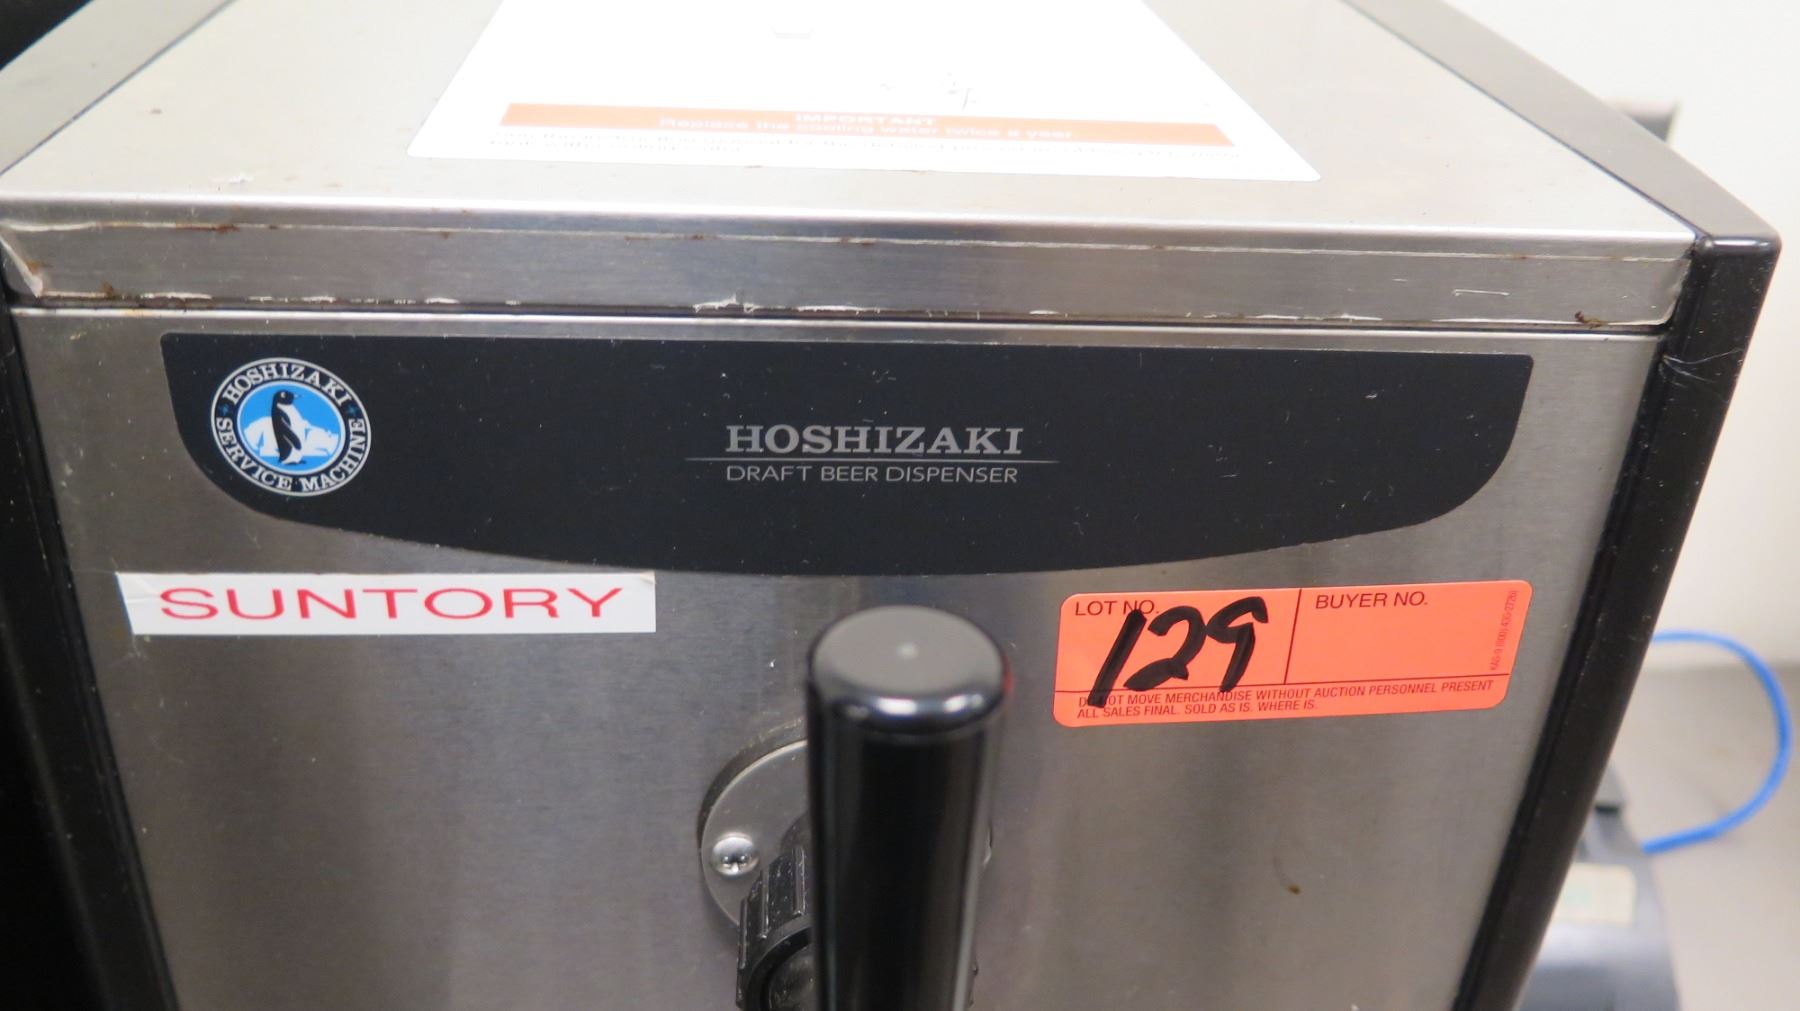 IMPORTANT
Replace the cooling water twice a year.
HOSHIZAKI
SERVICE MACHINE
HOSHIZAKI
DRAFT BEER DISPENSER
SUNTORY
LOT NO.
129
BUYER NO.
DO NOT MOVE MERCHANDISE WITHOUT AUCTION PERSONNEL PRESENT
ALL SALES FINAL. SOLD AS IS. WHERE IS.